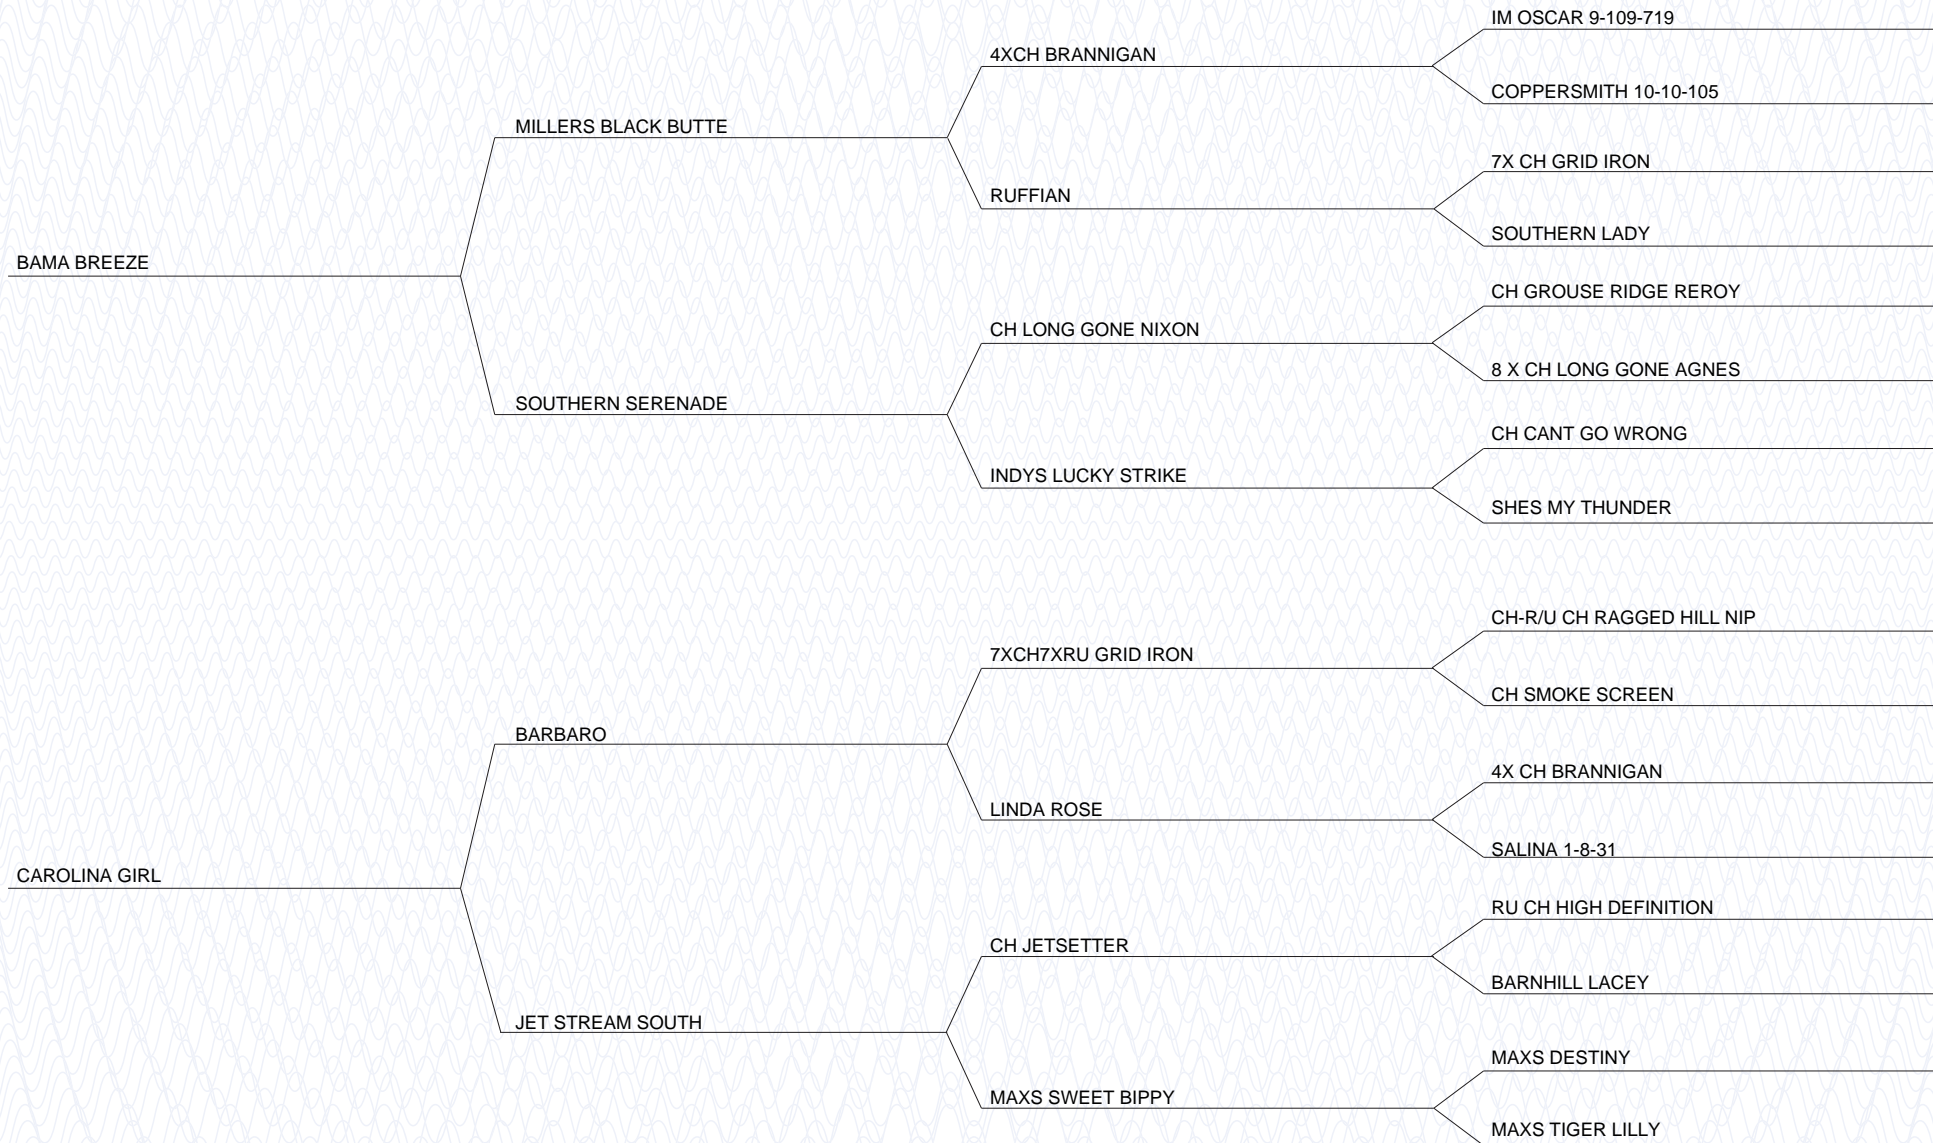 IM OSCAR 9-109-719
4XCH BRANNIGAN
COPPERSMITH 10-10-105
MILLERS BLACK BUTTE
7X CH GRID IRON
RUFFIAN
SOUTHERN LADY
BAMA BREEZE
CH GROUSE RIDGE REROY
CH LONG GONE NIXON
8 X CH LONG GONE AGNES
SOUTHERN SERENADE
CH CANT GO WRONG
INDYS LUCKY STRIKE
SHES MY THUNDER
CH-R/U CH RAGGED HILL NIP
7XCH7XRU GRID IRON
CH SMOKE SCREEN
BARBARO
4X CH BRANNIGAN
LINDA ROSE
SALINA 1-8-31
CAROLINA GIRL
RU CH HIGH DEFINITION
CH JETSETTER
BARNHILL LACEY
JET STREAM SOUTH
MAXS DESTINY
MAXS SWEET BIPPY
MAXS TIGER LILLY